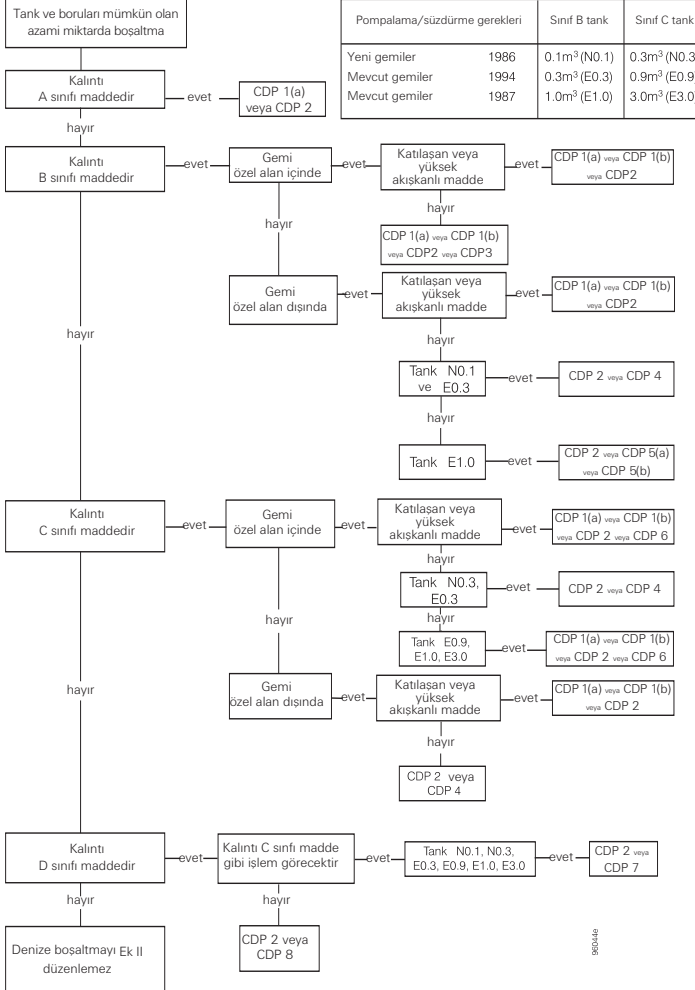 Tank ve boruları mümkün olan
azami miktarda boşaltma
Pompalama/süzdürme gerekleri Sınıf B tank Sınıf C tank
Yeni gemiler 1986 0.1m³ (N0.1) 0.3m³ (N0.3
Mevcut gemiler 1994 0.3m³ (E0.3) 0.9m³ (E0.9)
Mevcut gemiler 1987 1.0m³ (E1.0) 3.0m³ (E3.0)
Kalıntı
A sınıfı maddedir
evet
CDP 1(a)
veya CDP 2
hayır
Kalıntı
B sınıfı maddedir
evet
Gemi
özel alan içinde
evet
Katılaşan veya
yüksek
akışkanlı madde
evet
CDP 1(a) veya CDP 1(b)
veya CDP2
hayır
CDP 1(a) veya CDP 1(b)
veya CDP2 veya CDP3
hayır
Gemi
özel alan dışında
evet
Katılaşan veya
yüksek
akışkanlı madde
evet
CDP 1(a) veya CDP 1(b)
veya CDP2
hayır
Tank N0.1
ve E0.3
evet
CDP 2 veya CDP 4
hayır
Tank E1.0
evet
CDP 2 veya CDP 5(a)
veya CDP 5(b)
hayır
Kalıntı
C sınıfı maddedir
evet
Gemi
özel alan içinde
evet
Katılaşan veya
yüksek
akışkanlı madde
evet
CDP 1(a) veya CDP 1(b)
veya CDP 2 veya CDP 6
hayır
Tank N0.3,
E0.3
evet
CDP 2 veya CDP 4
hayır
Tank E0.9,
E1.0, E3.0
evet
CDP 1(a) veya CDP 1(b)
veya CDP 2 veya CDP 6
hayır
Gemi
özel alan dışında
evet
Katılaşan veya
yüksek
akışkanlı madde
evet
CDP 1(a) veya CDP 1(b)
veya CDP 2
hayır
CDP 2 veya
CDP 4
hayır
Kalıntı
D sınıfı maddedir
evet
Kalıntı C sınfı madde
gibi işlem görecektir
evet
Tank N0.1, N0.3,
E0.3, E0.9, E1.0, E3.0
evet
CDP 2 veya
CDP 7
hayır
hayır
Denize boşaltmayı Ek II
düzenlemez
CDP 2 veya
CDP 8
96044e